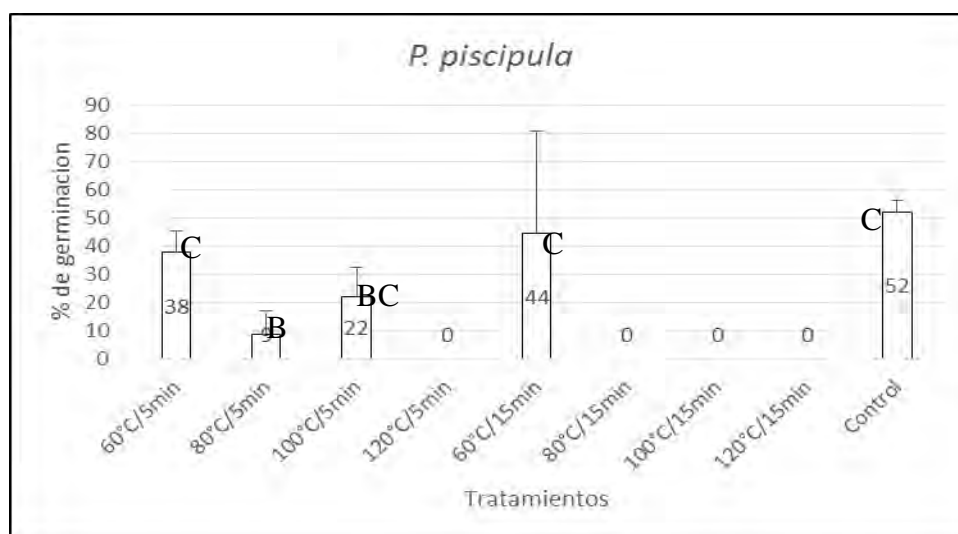 P. piscipula
% de germinacion
90
80
70
60
50
40
30
20
10
0
C
B
BC
C
C
38
9
22
0
44
0
0
0
52
60°C/5min
80°C/5min
100°C/5min
120°C/5min
60°C/15min
80°C/15min
100°C/15min
120°C/15min
Control
Tratamientos